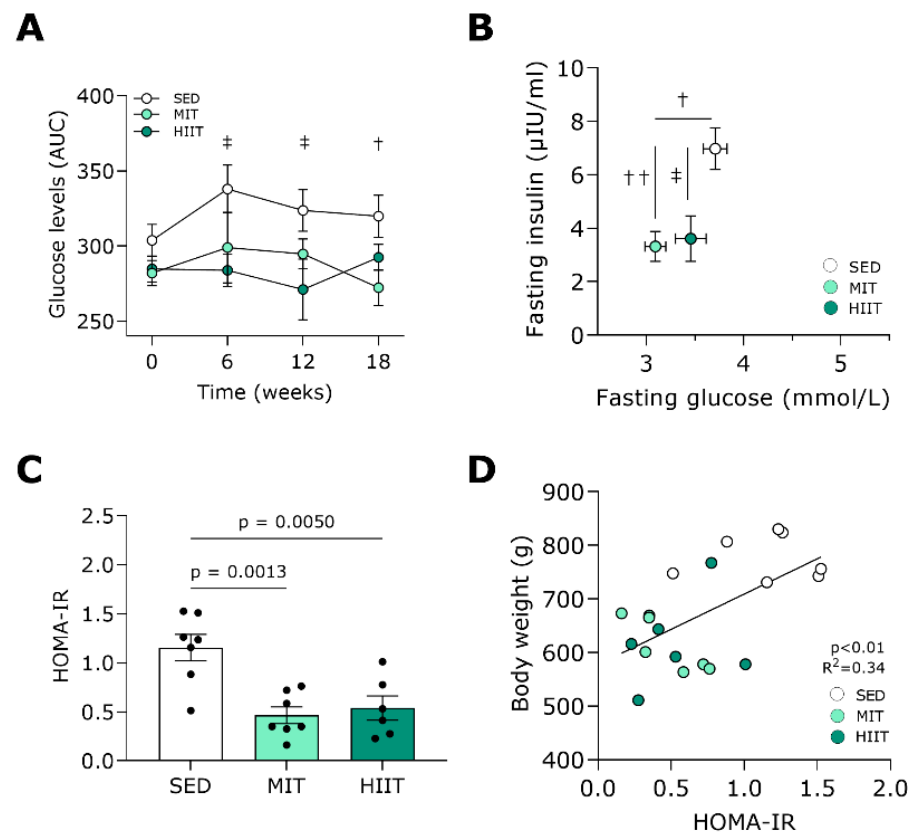 A
Glucose levels (AUC)
400
350
300
250
SED
MIT
HIIT
‡
‡
†
0 6 12 18
Time (weeks)
B
Fasting insulin (μIU/ml)
10
8
6
4
2
0
†
††
‡
SED
MIT
HIIT
3 4 5
Fasting glucose (mmol/L)
C
HOMA-IR
2.5
2.0
1.5
1.0
0.5
0.0
p = 0.0050
p = 0.0013
SED MIT HIIT
D
Body weight (g)
900
800
700
600
500
400
p<0.01
R²=0.34
SED
MIT
HIIT
0.0 0.5 1.0 1.5 2.0
HOMA-IR